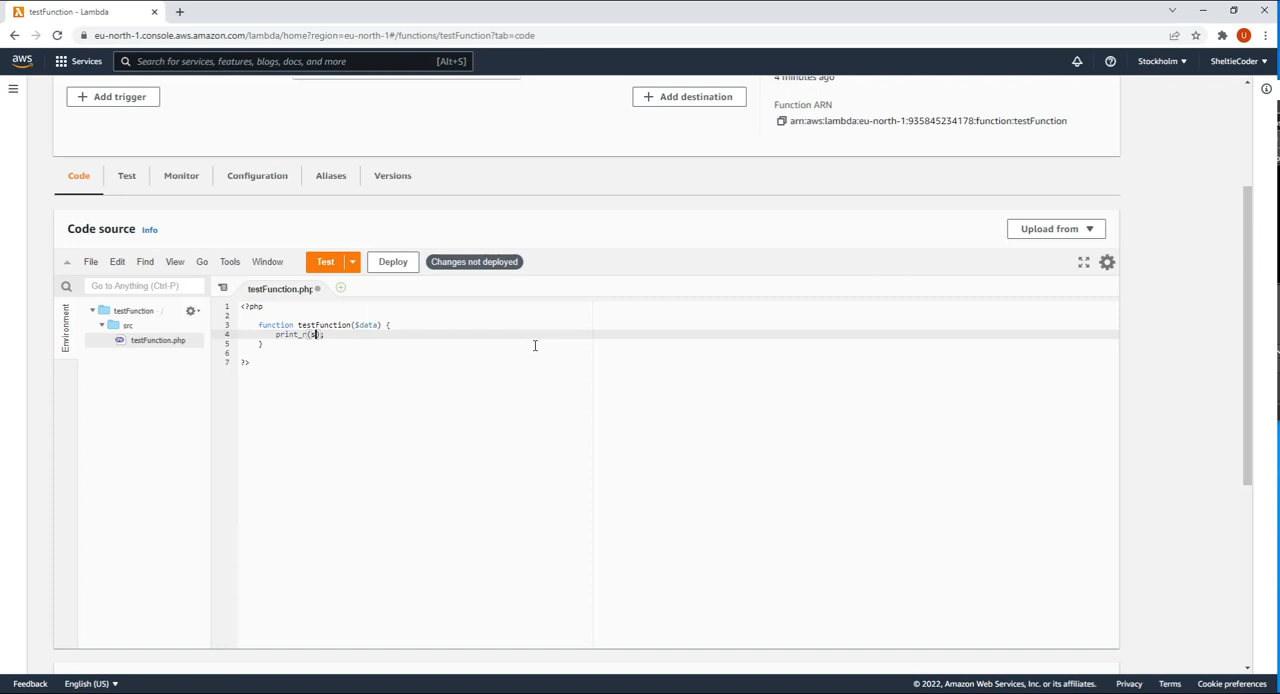 testFunction - Lambda
eu-north-1.console.aws.amazon.com/lambda/home?region=eu-north-1#/functions/testFunction?tab=code
U
aws Services Search for services, features, blogs, docs, and more [Alt+S] Stockholm SheltieCoder
4 minutes ago
Add trigger Add destination
Function ARN
arn:aws:lambda:eu-north-1:935845234178:function:testFunction
Code Test Monitor Configuration Aliases Versions
Code source Info Upload from
File Edit Find View Go Tools Window Test Deploy Changes not deployed
Go to Anything (Ctrl-P) testFunction.php
Environment
testFunction /
src
testFunction.php
1 <?php
2
3 function testFunction($data) {
4 print_r(s);
5 }
6
7 ?>
Feedback English (US) © 2022, Amazon Web Services, Inc. or its affiliates. Privacy Terms Cookie preferences